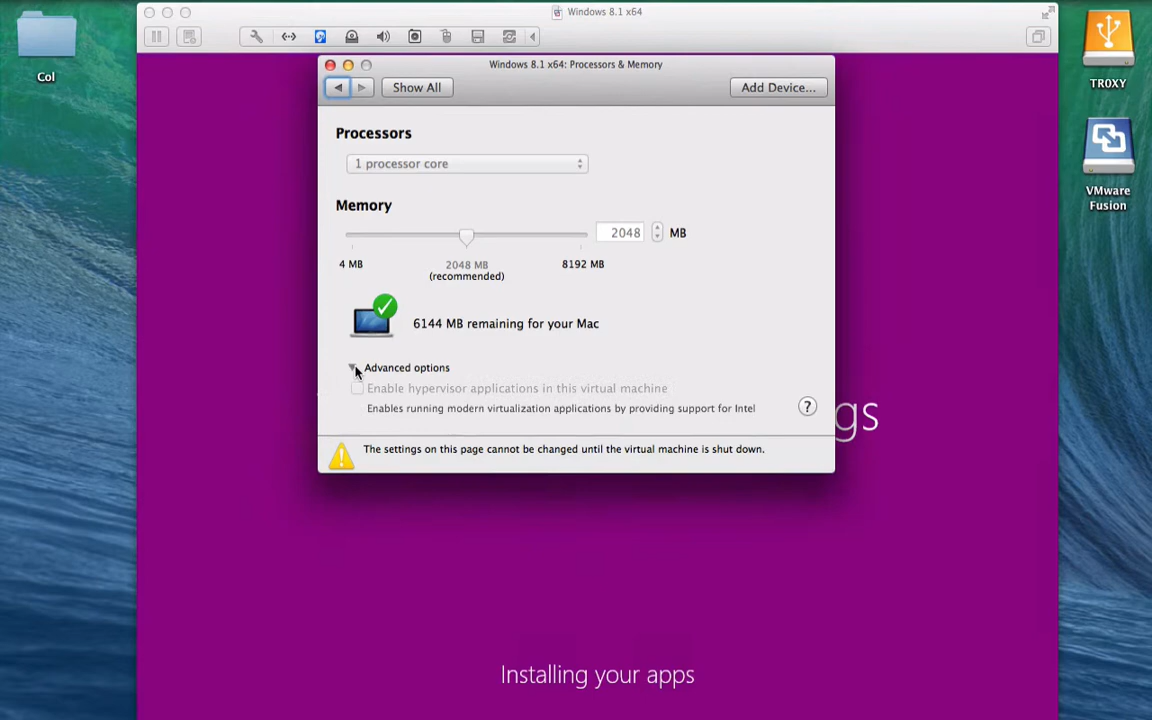 Windows 8.1 x64
Col
TROXY
VMware
Fusion
Windows 8.1 x64: Processors & Memory
Show All
Add Device...
Processors
1 processor core
Memory
2048 MB
4 MB
2048 MB
8192 MB
(recommended)
6144 MB remaining for your Mac
Advanced options
Enable hypervisor applications in this virtual machine
Enables running modern virtualization applications by providing support for Intel
?
gs
The settings on this page cannot be changed until the virtual machine is shut down.
Installing your apps